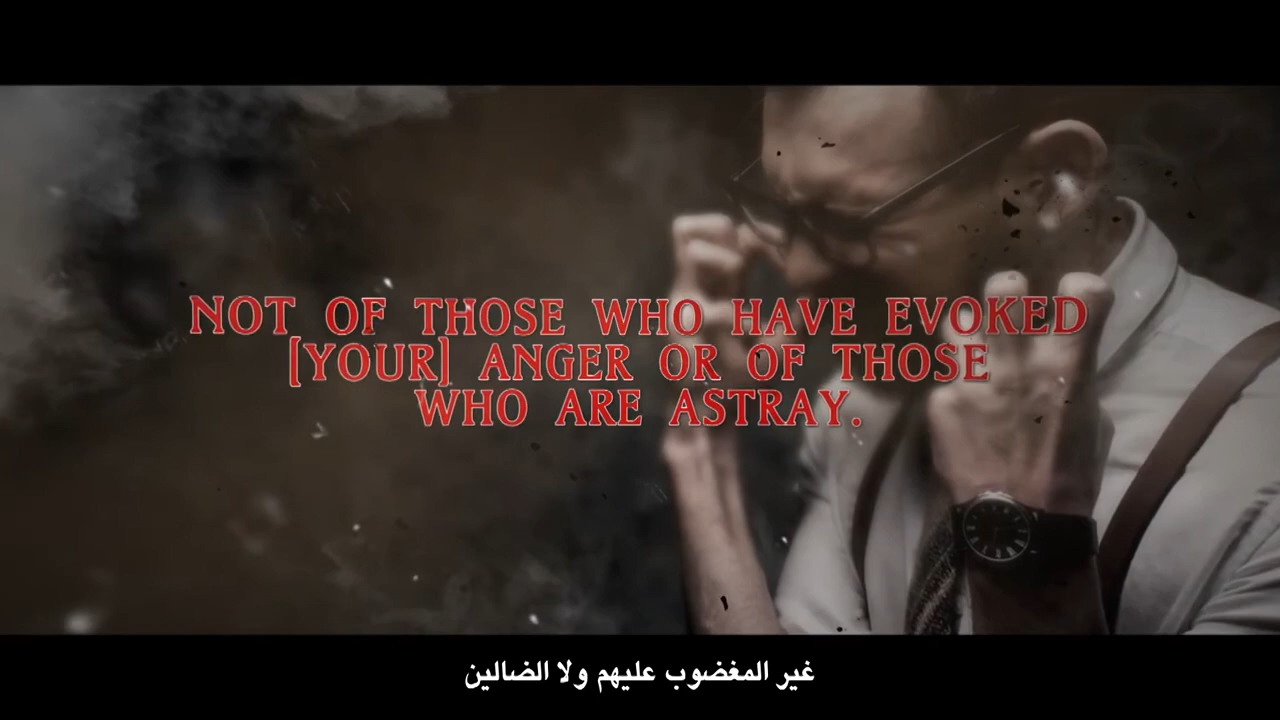 NOT OF THOSE WHO HAVE EVOKED
[YOUR] ANGER OR OF THOSE
WHO ARE ASTRAY.
غير المغضوب عليهم ولا الضالين